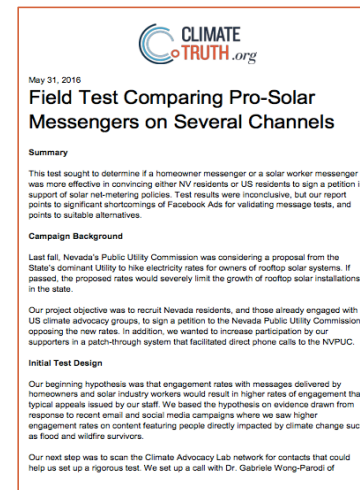 CLIMATE
TRUTH.org
May 31, 2016
Field Test Comparing Pro-Solar
Messengers on Several Channels
Summary
This test sought to determine if a homeowner messenger or a solar worker messenger
was more effective in convincing either NV residents or US residents to sign a petition i
support of solar net-metering policies. Test results were inconclusive, but our report
points to significant shortcomings of Facebook Ads for validating message tests, and
points to suitable alternatives.
Campaign Background
Last fall, Nevada's Public Utility Commission was considering a proposal from the
State's dominant Utility to hike electricity rates for owners of rooftop solar systems. If
passed, the proposed rates would severely limit the growth of rooftop solar installations
in the state.
Our project objective was to recruit Nevada residents, and those already engaged with
US climate advocacy groups, to sign a petition to the Nevada Public Utility Commission
opposing the new rates. In addition, we wanted to increase participation by our
supporters in a patch-through system that facilitated direct phone calls to the NVPUC.
Initial Test Design
Our beginning hypothesis was that engagement rates with messages delivered by
homeowners and solar industry workers would result in higher rates of engagement tha
typical appeals issued by our staff. We based the hypothesis on evidence drawn from
response to recent email and social media campaigns where we saw higher
engagement rates on content featuring people directly impacted by climate change suc
as flood and wildfire survivors.
Our next step was to scan the Climate Advocacy Lab network for contacts that could
help us set up a rigorous test. We set up a call with Dr. Gabriele Wong-Parodi of